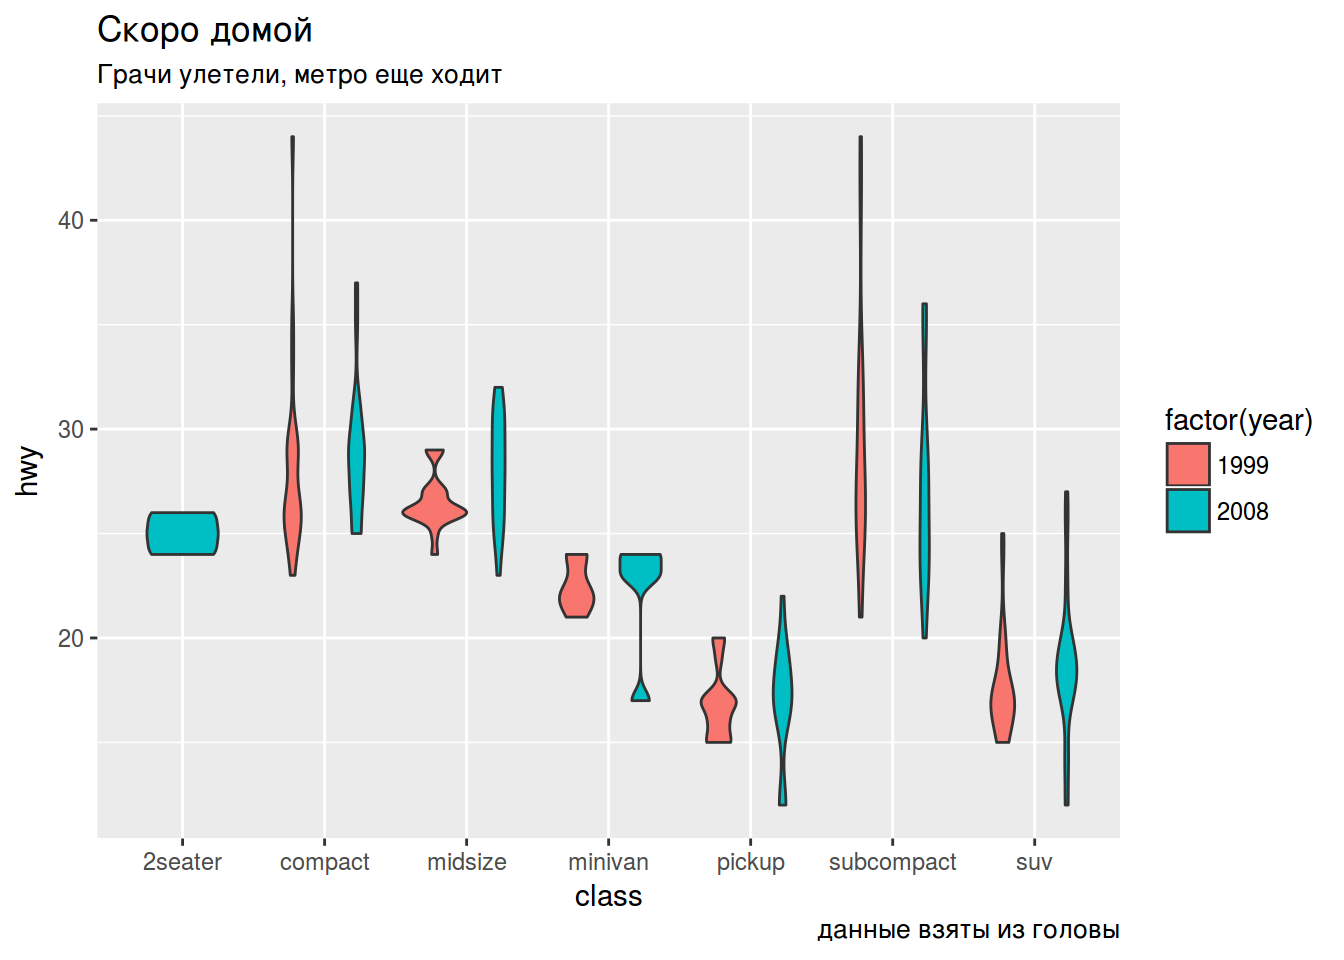 Скоро домой
Грачи улетели, метро еще ходит
hwy
40
30
20
2seater compact midsize minivan pickup subcompact suv
class
factor(year)
1999
2008
данные взяты из головы